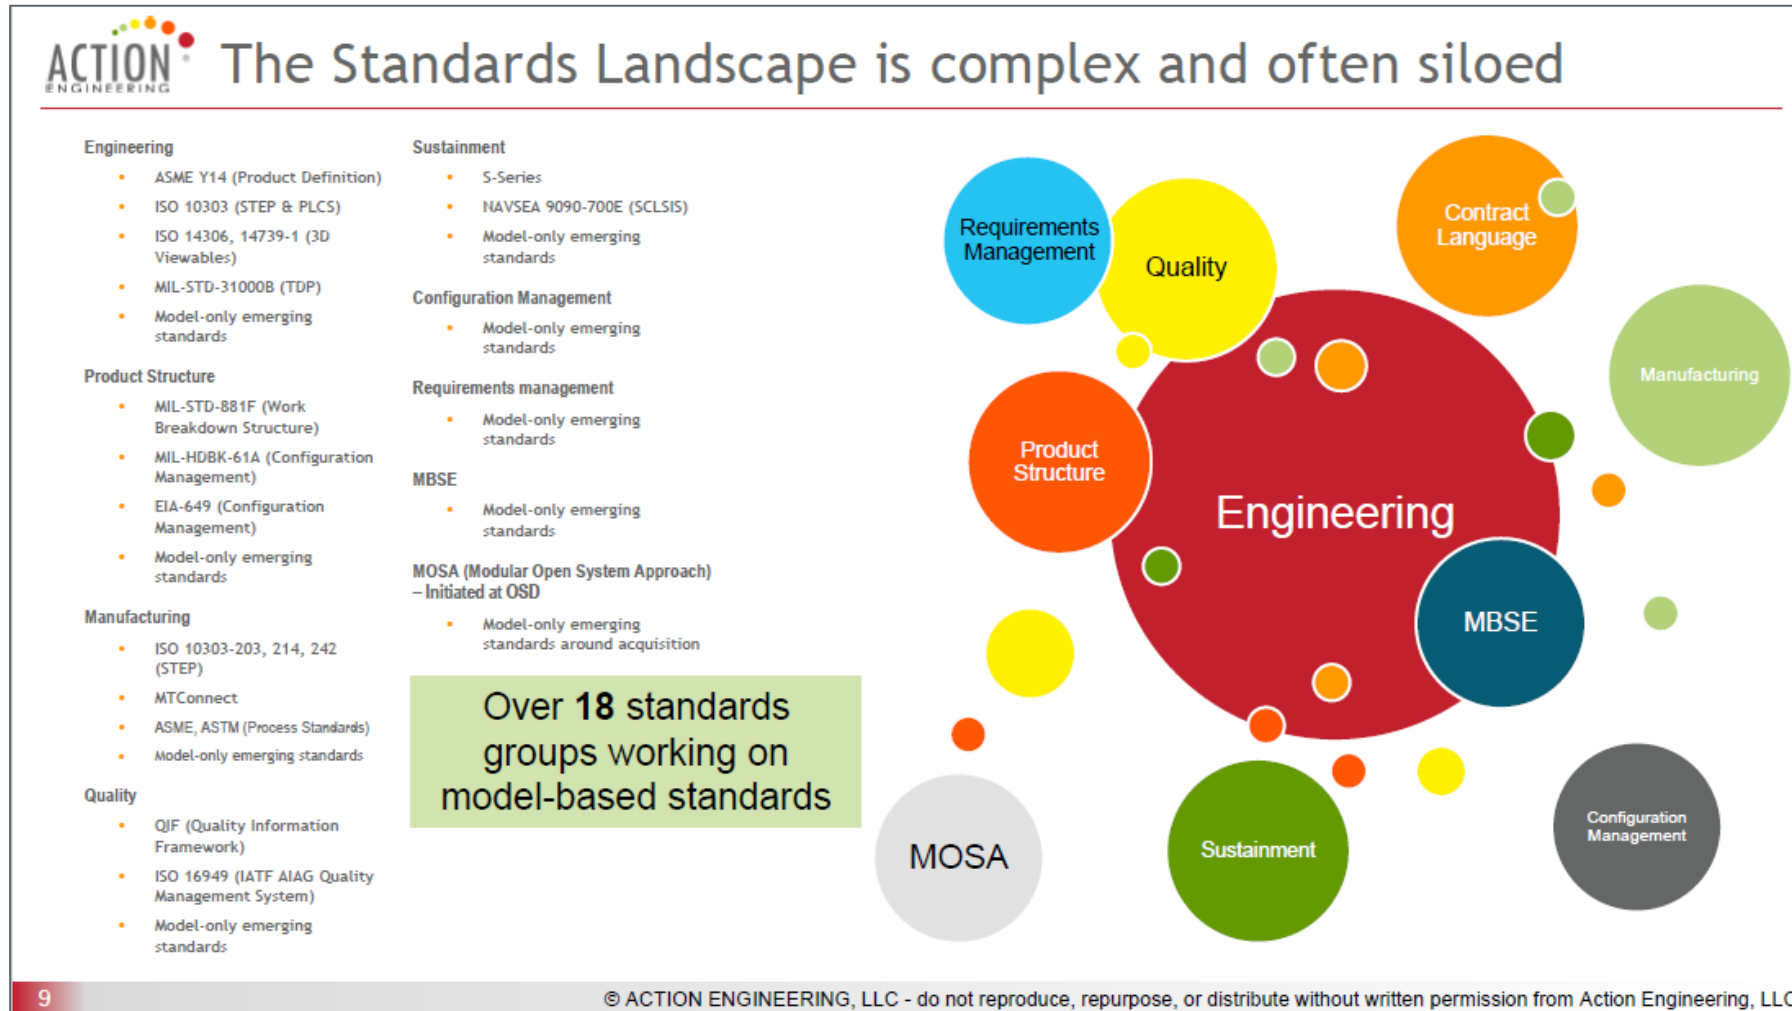 ACTION
ENGINEERING
The Standards Landscape is complex and often siloed
Engineering
• ASME Y14 (Product Definition)
• ISO 10303 (STEP & PLCS)
• ISO 14306, 14739-1 (3D
Viewables)
• MIL-STD-31000B (TDP)
• Model-only emerging
standards
Product Structure
• MIL-STD-881F (Work
Breakdown Structure)
• MIL-HDBK-61A (Configuration
Management)
• EIA-649 (Configuration
Management)
• Model-only emerging
standards
Manufacturing
• ISO 10303-203, 214, 242
(STEP)
• MTConnect
• ASME, ASTM (Process Standards)
• Model-only emerging standards
Quality
• QIF (Quality Information
Framework)
• ISO 16949 (IATF AIAG Quality
Management System)
• Model-only emerging
standards
Sustainment
• S-Series
• NAVSEA 9090-700E (SCLSIS)
• Model-only emerging
standards
Configuration Management
• Model-only emerging
standards
Requirements management
• Model-only emerging
standards
MBSE
• Model-only emerging
standards
MOSA (Modular Open System Approach)
– Initiated at OSD
• Model-only emerging
standards around acquisition
Over 18 standards
groups working on
model-based standards
Requirements
Management
Quality
Contract
Language
Manufacturing
Product
Structure
Engineering
MBSE
MOSA
Sustainment
Configuration
Management
9
© ACTION ENGINEERING, LLC - do not reproduce, repurpose, or distribute without written permission from Action Engineering, LLC